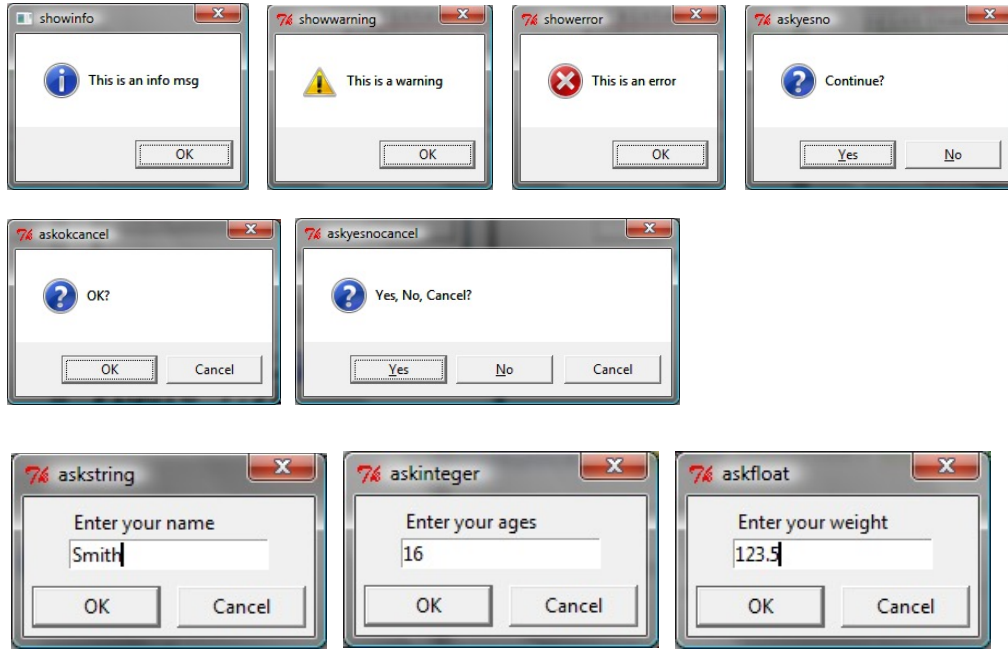 showinfo
This is an info msg
OK
showwarning
This is a warning
OK
showerror
This is an error
OK
askyesno
Continue?
Yes No
askokcancel
OK?
OK Cancel
askyesnocancel
Yes, No, Cancel?
Yes No Cancel
askstring
Enter your name
Smith
OK Cancel
askinteger
Enter your ages
16
OK Cancel
askfloat
Enter your weight
123.5
OK Cancel